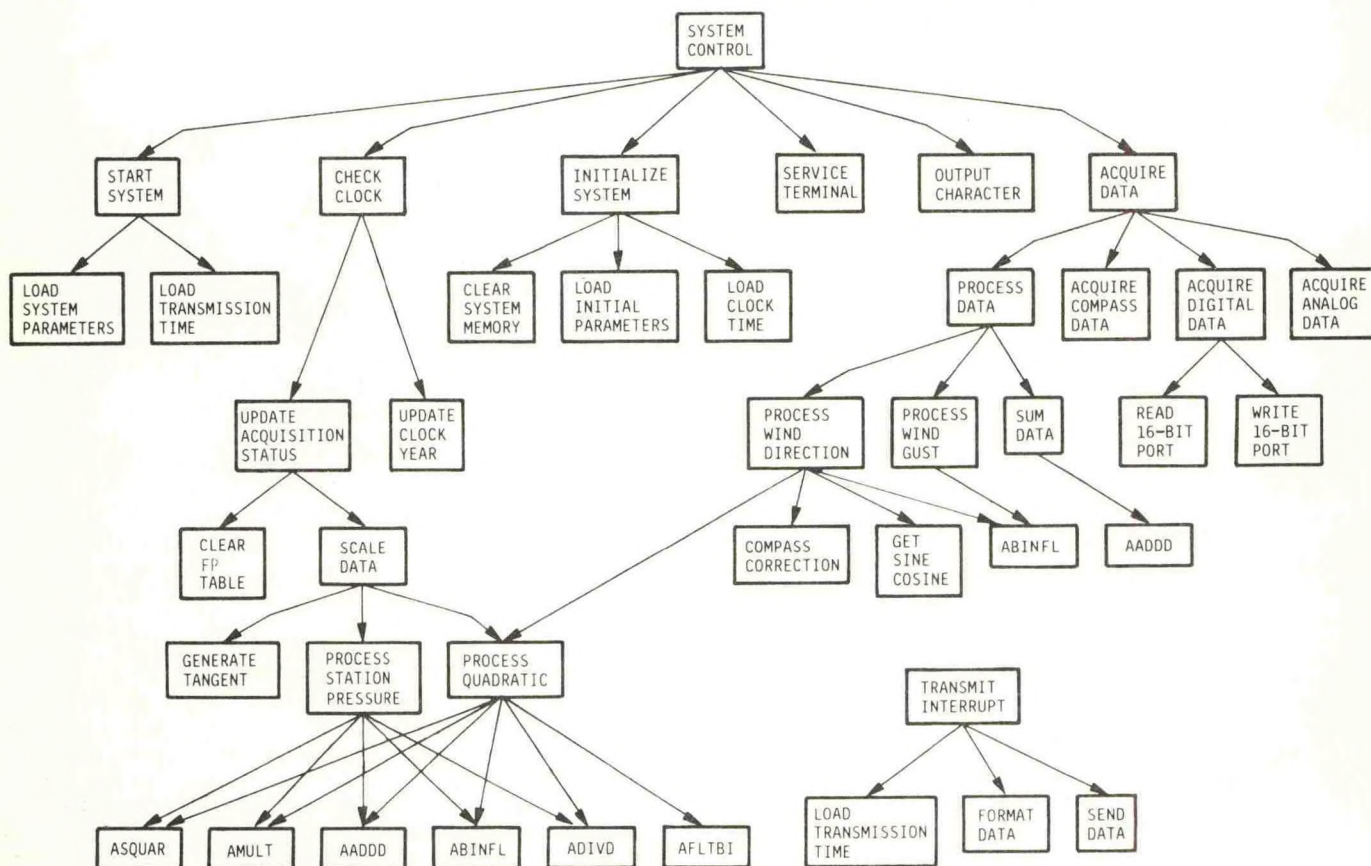 SYSTEM
CONTROL
START
SYSTEM
CHECK
CLOCK
INITIALIZE
SYSTEM
SERVICE
TERMINAL
OUTPUT
CHARACTER
ACQUIRE
DATA
LOAD
SYSTEM
PARAMETERS
LOAD
TRANSMISSION
TIME
CLEAR
SYSTEM
MEMORY
LOAD
INITIAL
PARAMETERS
LOAD
CLOCK
TIME
PROCESS
DATA
ACQUIRE
COMPASS
DATA
ACQUIRE
DIGITAL
DATA
ACQUIRE
ANALOG
DATA
UPDATE
ACQUISITION
STATUS
UPDATE
CLOCK
YEAR
PROCESS
WIND
DIRECTION
PROCESS
WIND
GUST
SUM
DATA
READ
16-BIT
PORT
WRITE
16-BIT
PORT
CLEAR
FP
TABLE
SCALE
DATA
COMPASS
CORRECTION
GET
SINE
COSINE
ABINFL
AADDD
GENERATE
TANGENT
PROCESS
STATION
PRESSURE
PROCESS
QUADRATIC
TRANSMIT
INTERRUPT
ASQUAR
AMULT
AADDD
ABINFL
ADIVD
AFLTBI
LOAD
TRANSMISSION
TIME
FORMAT
DATA
SEND
DATA